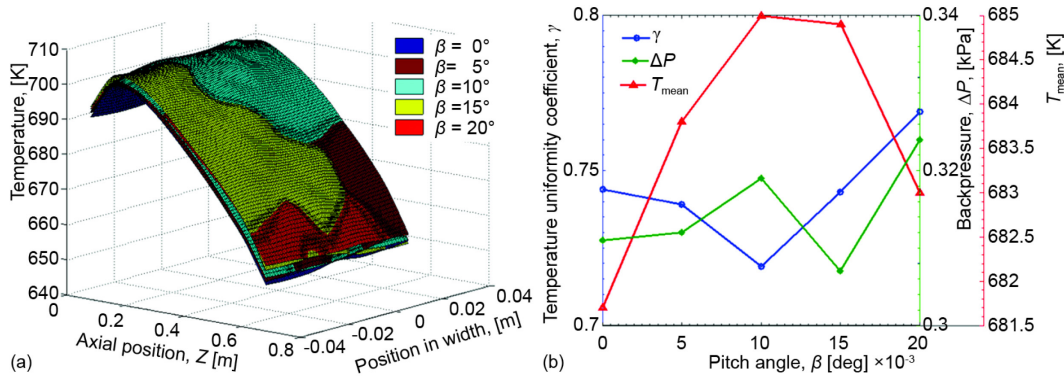 710
700
690
680
670
660
650
640
Temperature, [K]
β = 0°
β= 5°
β =10°
β =15°
β = 20°
0
0.2
0.4
0.6
0.8
Axial position, Z [m]
-0.04
-0.02
0
0.02
0.04
Position in width, [m]
(a)
0.8
0.75
0.7
Temperature uniformity coefficient, γ
γ
ΔP
Tmean
0.34
0.32
0.3
Backpressure, ΔP, [kPa]
685
684.5
684
683.5
683
682.5
682
681.5
Tmean, [K]
0
5
10
15
20
Pitch angle, β [deg] ×10⁻³
(b)